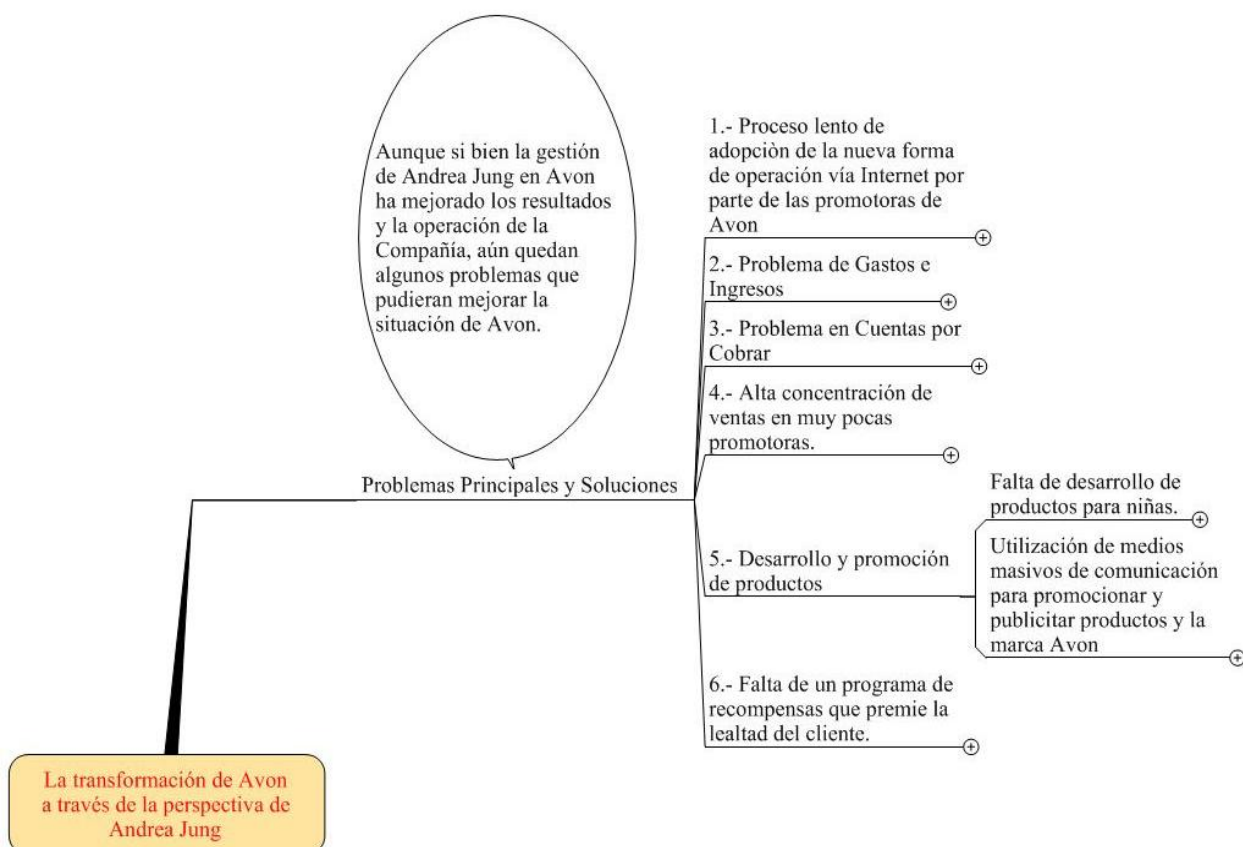 Aunque si bien la gestión
de Andrea Jung en Avon
ha mejorado los resultados
y la operación de la
Compañía, aún quedan
algunos problemas que
pudieran mejorar la
situación de Avon.
Problemas Principales y Soluciones
1.- Proceso lento de
adopciòn de la nueva forma
de operación vía Internet por
parte de las promotoras de
Avon
2.- Problema de Gastos e
Ingresos
3.- Problema en Cuentas por
Cobrar
4.- Alta concentración de
ventas en muy pocas
promotoras.
5.- Desarrollo y promoción
de productos
Falta de desarrollo de
productos para niñas.
Utilización de medios
masivos de comunicación
para promocionar y
publicitar productos y la
marca Avon
6.- Falta de un programa de
recompensas que premie la
lealtad del cliente.
La transformación de Avon
a través de la perspectiva de
Andrea Jung